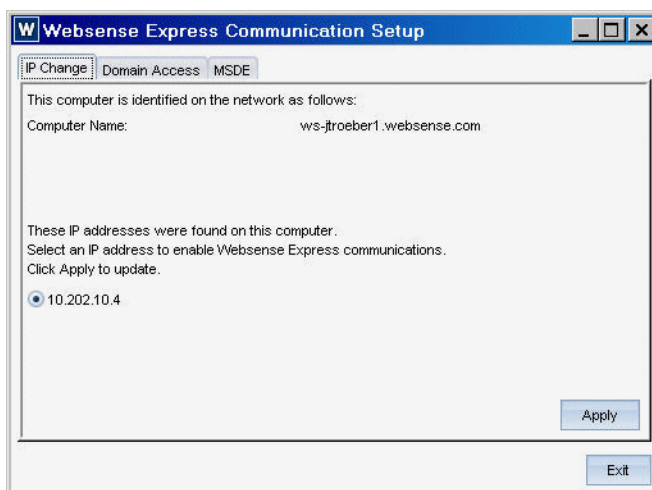 W Websense Express Communication Setup
IP Change Domain Access MSDE
This computer is identified on the network as follows:
Computer Name: ws-jtroeber1.websense.com
These IP addresses were found on this computer.
Select an IP address to enable Websense Express communications.
Click Apply to update.
10.202.10.4
Apply
Exit